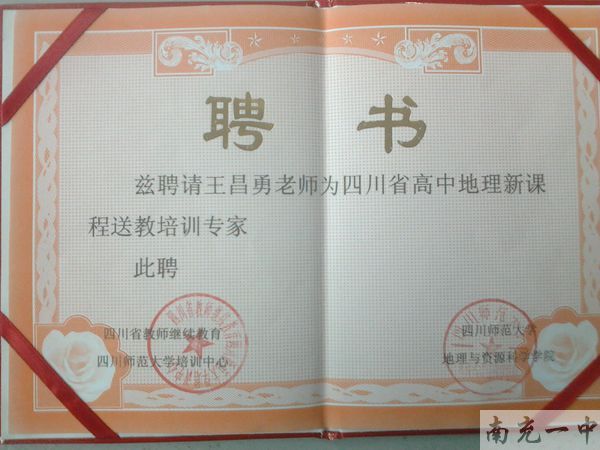 聘书
兹聘请王昌勇老师为四川省高中地理新课
程送教培训专家
此聘
四川省教师继续教育
四川师范大学培训中心
四川师范大学
地理与资源科学学院
南充一中